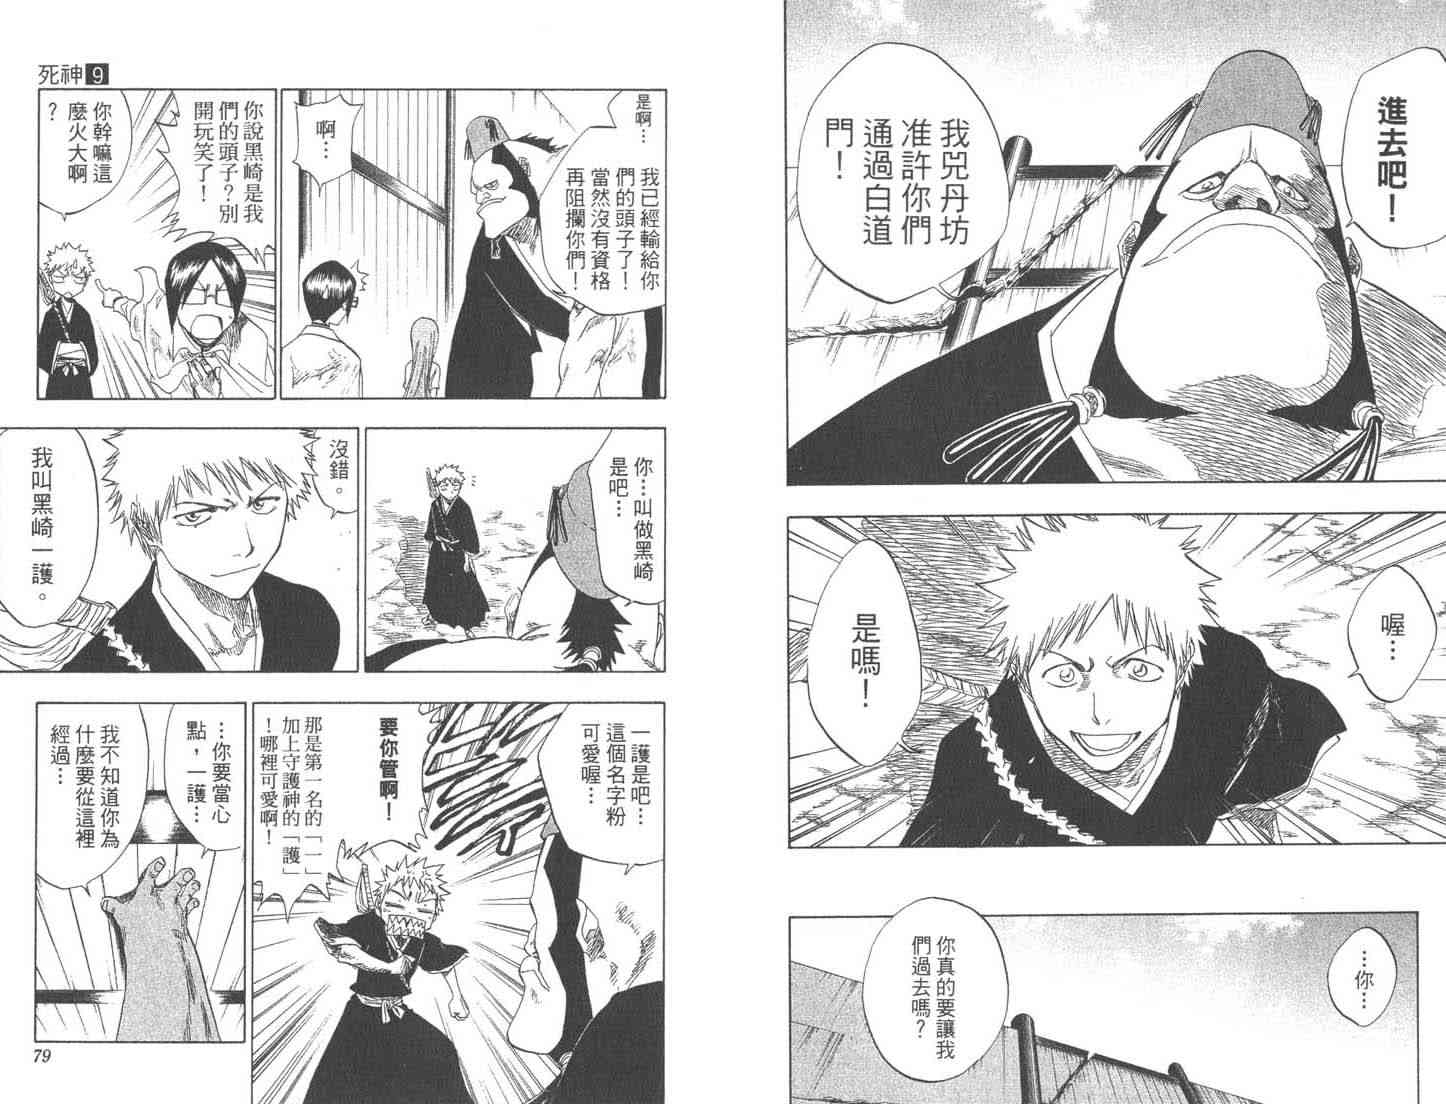 進去吧！
我兕丹坊
准許你們
通過白道
門！
喔…
是嗎！
…你…
你真的要讓我
們過去嗎？
死神9
是啊…
我已經輸給你
們的頭子了！
當然沒有資格
再阻攔你們！
啊…
你說黑崎是我
們的頭子？別
開玩笑了！
你幹嘛這
麼火大啊
？
你…叫做黑崎
是吧…
沒錯。
我叫黑崎一護。
一護是吧…
這個名字粉
可愛喔…
要你管啊！
那是第一名的「一」
加上守護神的「護」
！哪裡可愛啊！
…你要當心
點，一護…
我不知道你為
什麼要從這裡
經過…
79